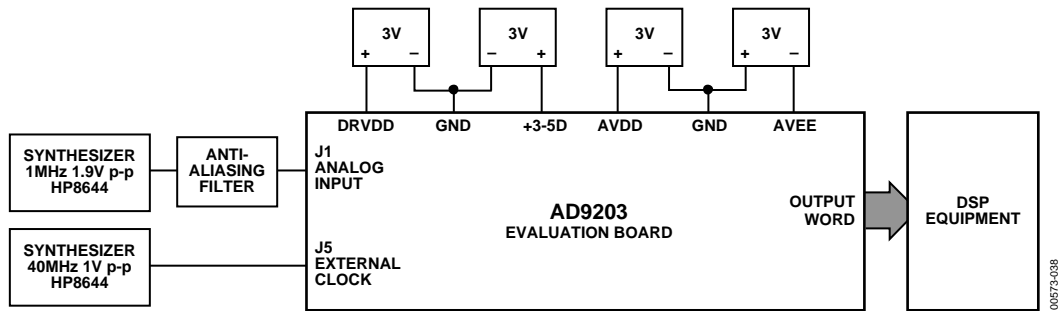 3V
+ −
3V
− +
3V
+ −
3V
+ −
DRVDD
GND
+3-5D
AVDD
GND
AVEE
SYNTHESIZER
1MHz 1.9V p-p
HP8644
ANTI-
ALIASING
FILTER
J1
ANALOG
INPUT
AD9203
EVALUATION BOARD
OUTPUT
WORD
DSP
EQUIPMENT
SYNTHESIZER
40MHz 1V p-p
HP8644
J5
EXTERNAL
CLOCK
00573-038